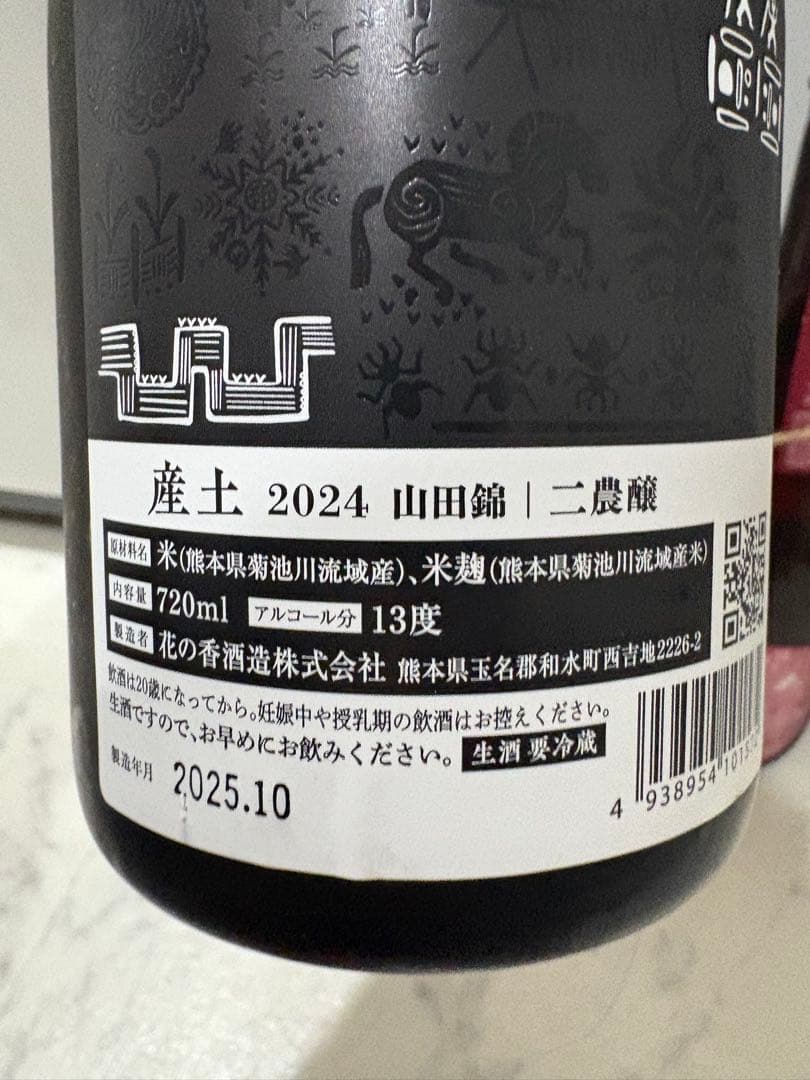 産土 2024 山田錦｜二農醸
原材料名 米(熊本県菊池川流域産)、米麹(熊本県菊池川流域産米)
内容量 720ml アルコール分 13度
製造者 花の香酒造株式会社 熊本県玉名郡和水町西吉地2226-2
飲酒は20歳になってから。妊娠中や授乳期の飲酒はお控えください。
生酒ですので、お早めにお飲みください。 生酒 要冷蔵
製造年月 2025.10
4 938954